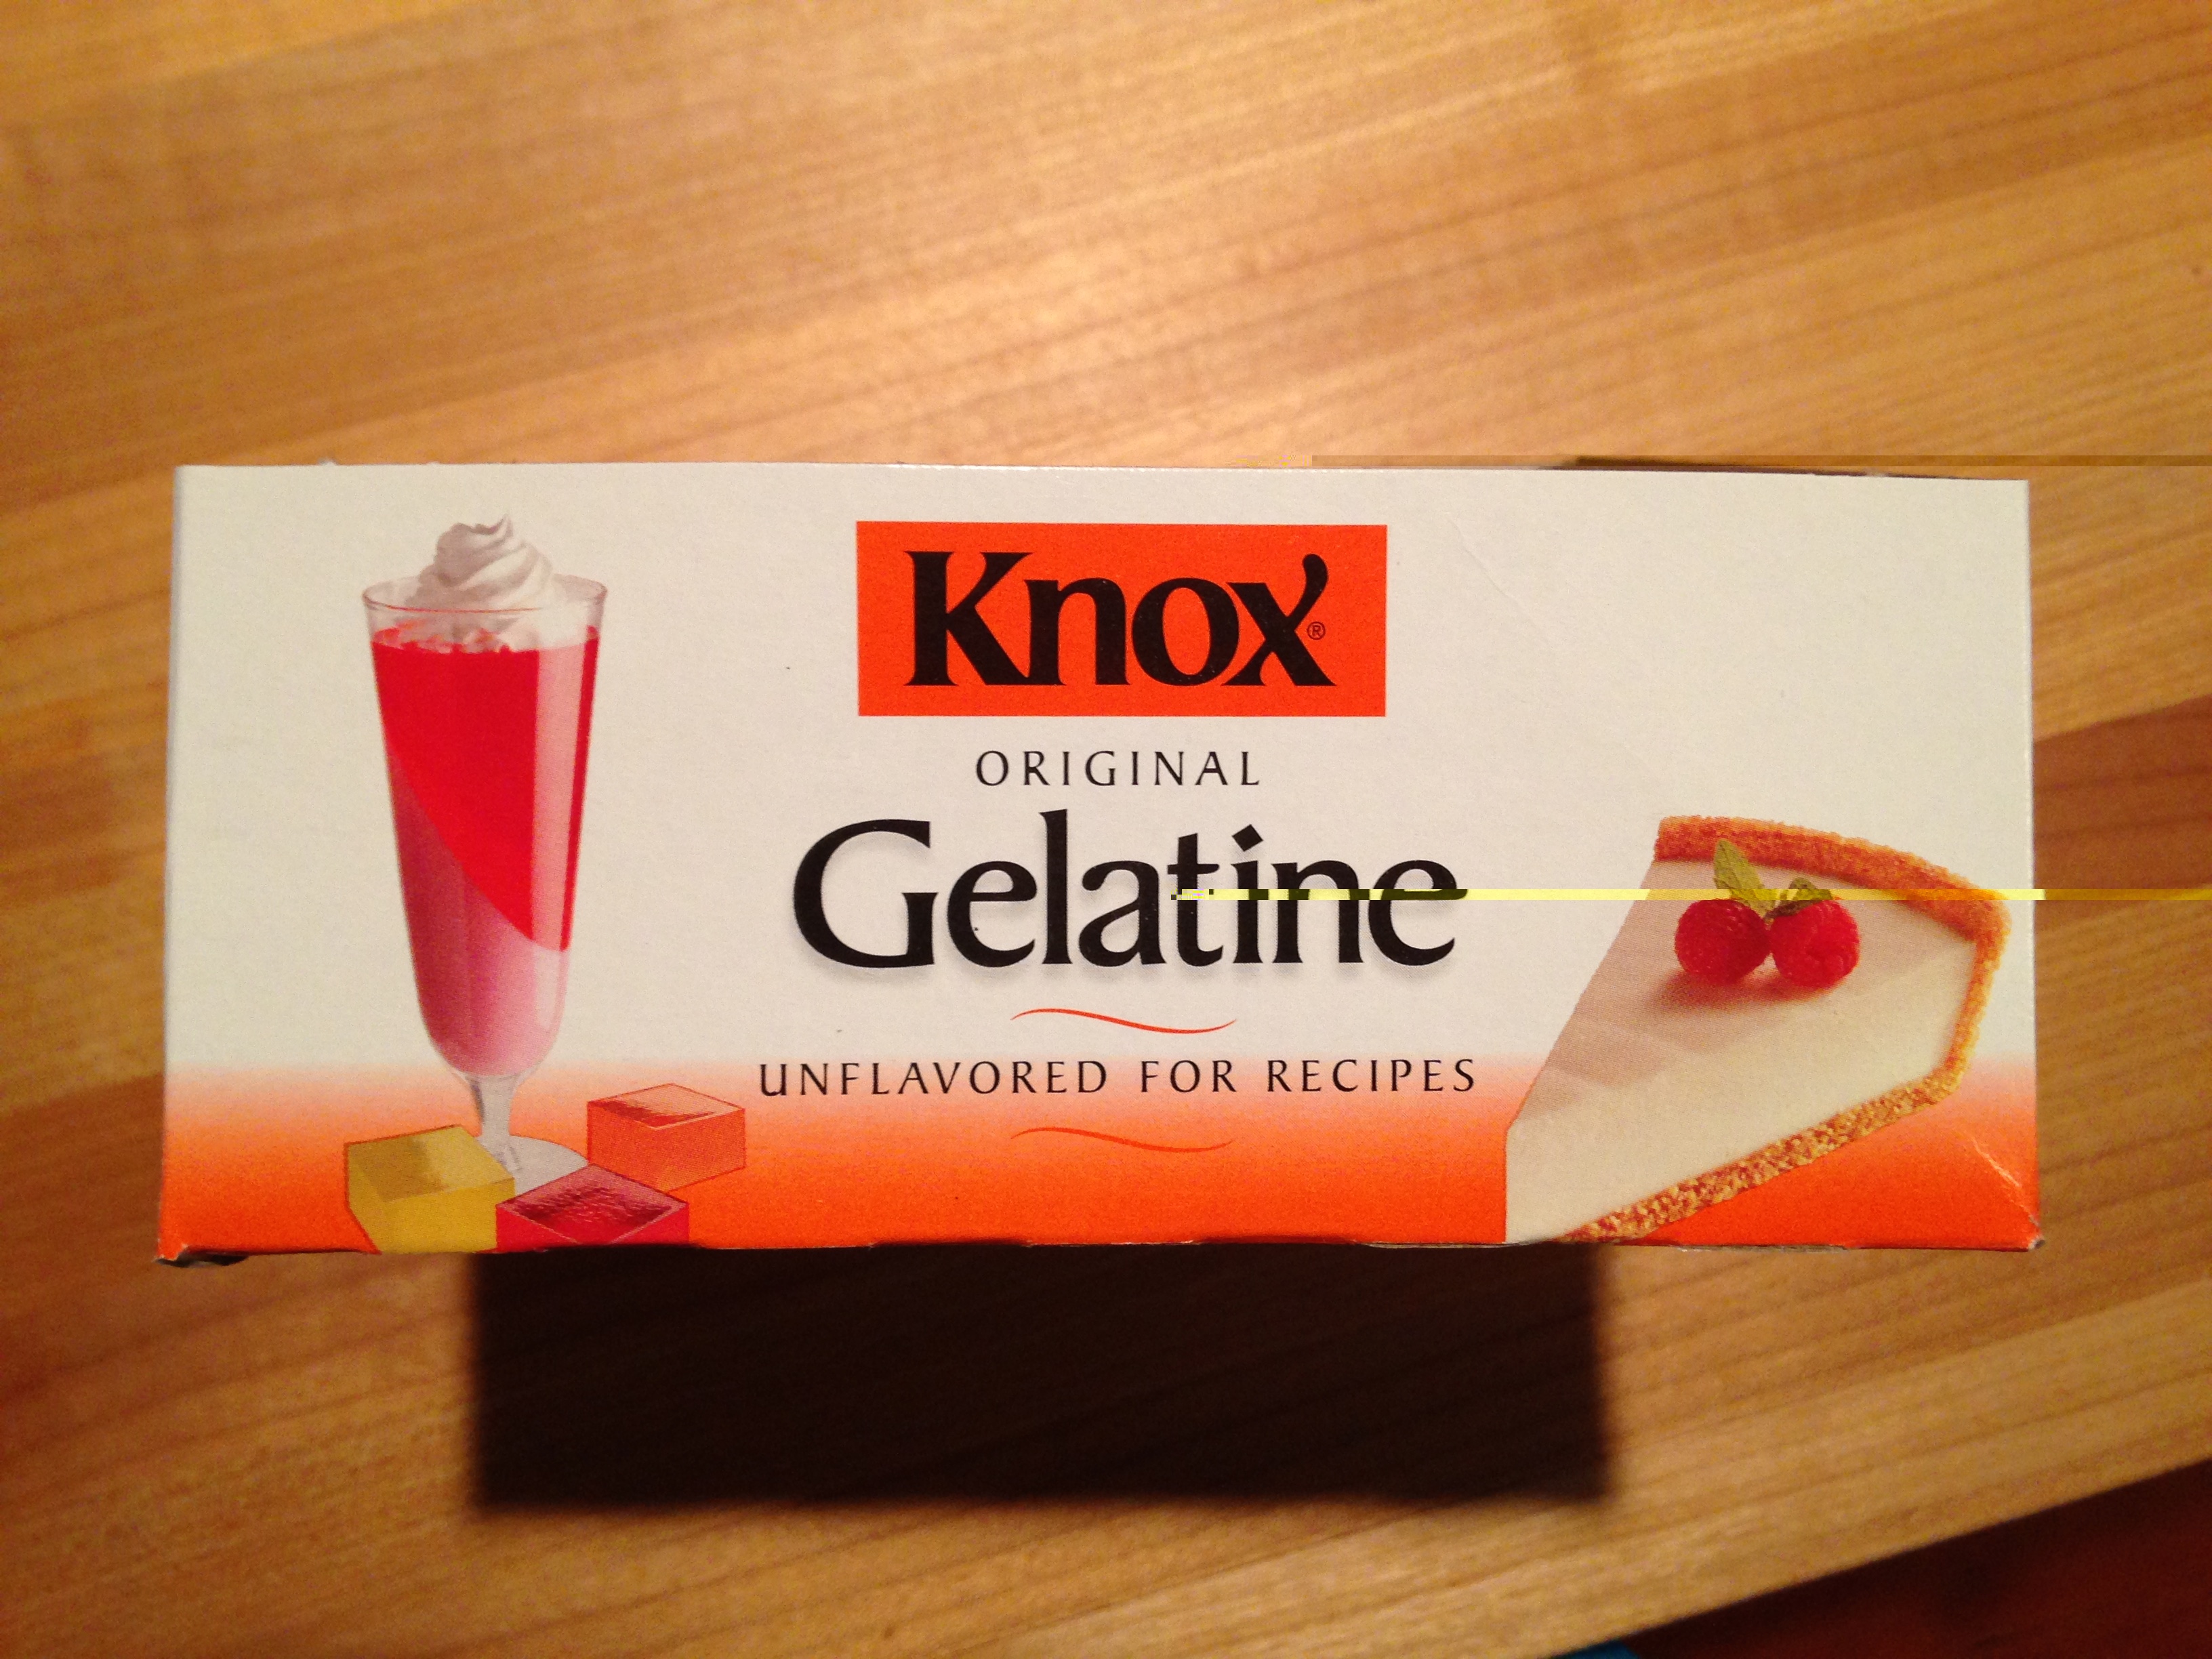 Knox®
ORIGINAL
Gelatine
UNFLAVORED FOR RECIPES